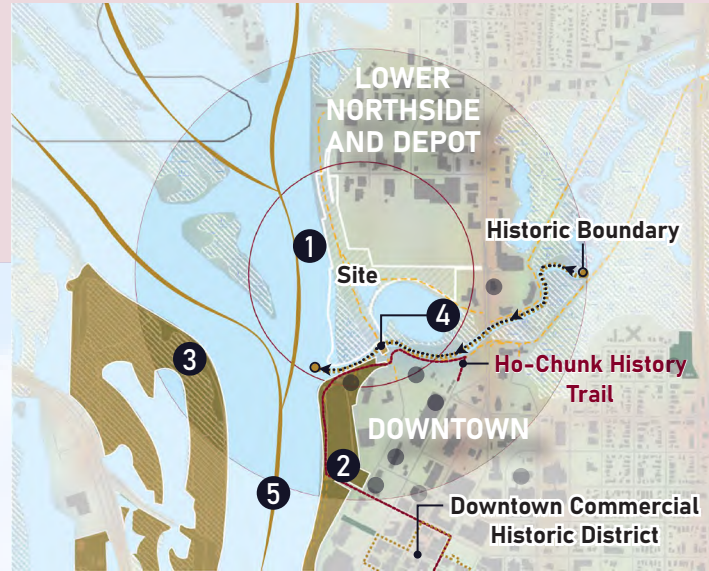 LOWER
NORTHSIDE
AND DEPOT
Historic Boundary
1
Site
4
3
Ho-Chunk History
Trail
DOWNTOWN
2
5
Downtown Commercial
Historic District